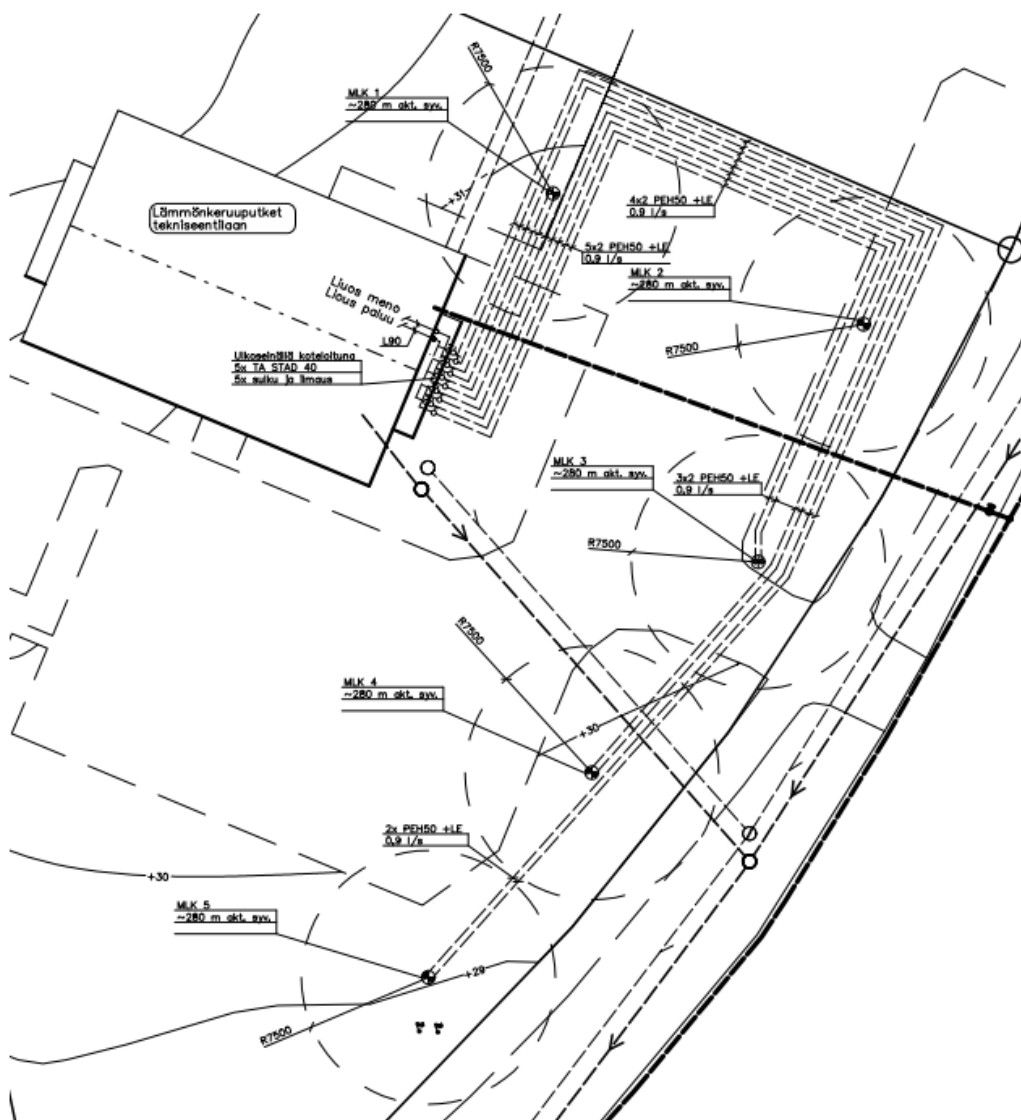 R7500
MLK 1
~280 m akt. syv.
+31
4x2 PEH50 +LE
0.9 l/s
Lämmönkeruuputket
tekniseentilaan
5x2 PEH50 +LE
0.9 l/s
MLK 2
~280 m akt. syv.
Liuos meno
Lious paluu
L90
R7500
Ulkoseinällä koteloituna
5x TA STAD 40
5x sulku ja ilmaus
MLK 3
~280 m akt. syv.
3x2 PEH50 +LE
0.9 l/s
R7500
R7500
MLK 4
~280 m akt. syv.
+30
2x PEH50 +LE
0.9 l/s
+30
MLK 5
~280 m akt. syv.
+29
R7500